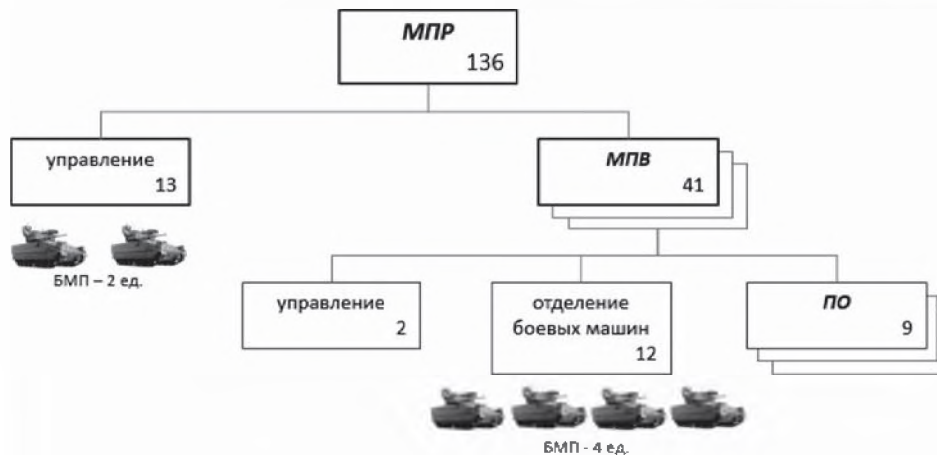 МПР
136
управление
13
МПВ
41
БМП – 2 ед.
управление
2
отделение
боевых машин
12
ПО
9
БМП - 4 ед.